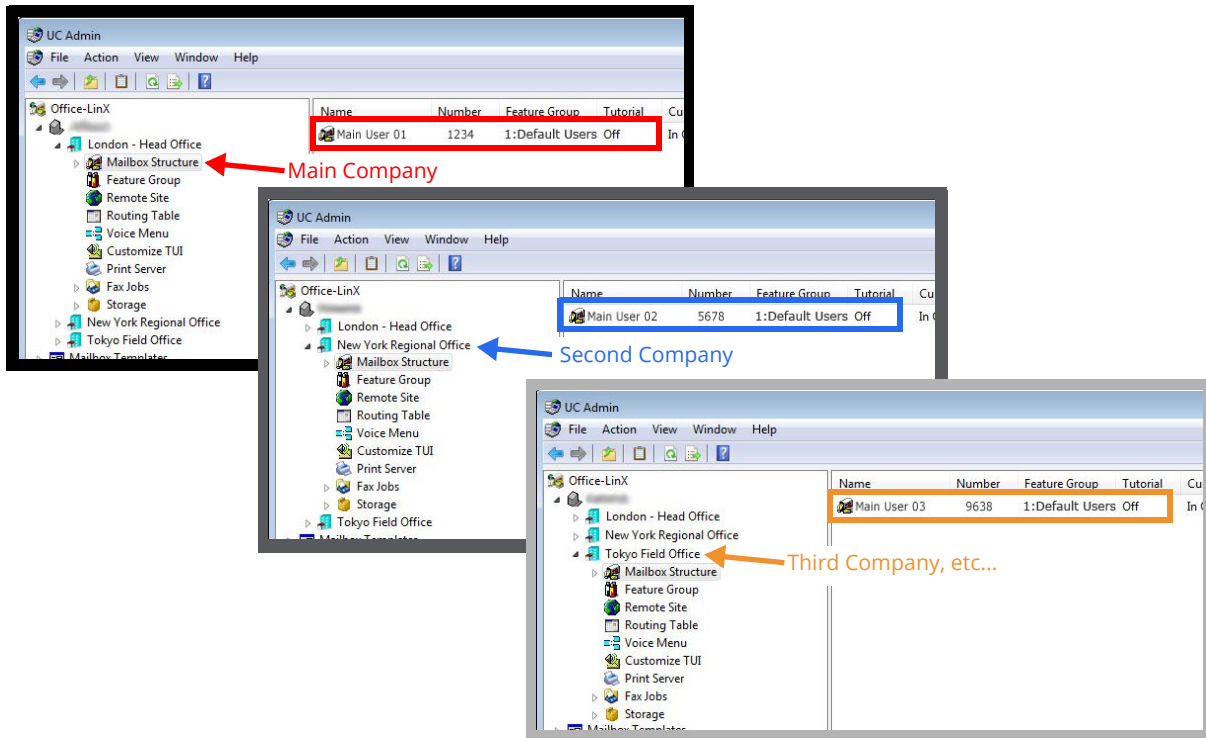 UC Admin
File Action View Window Help
Office-LinX
London - Head Office
Mailbox Structure
Feature Group
Remote Site
Routing Table
Voice Menu
Customize TUI
Print Server
Fax Jobs
Storage
New York Regional Office
Tokyo Field Office
Mailbox Templates
Name Number Feature Group Tutorial Cu
Main User 01 1234 1:Default Users Off In
Main Company
UC Admin
File Action View Window Help
Office-LinX
London - Head Office
New York Regional Office
Mailbox Structure
Feature Group
Remote Site
Routing Table
Voice Menu
Customize TUI
Print Server
Fax Jobs
Storage
Tokyo Field Office
Mailbox Templates
Name Number Feature Group Tutorial Cu
Main User 02 5678 1:Default Users Off In
Second Company
UC Admin
File Action View Window Help
Office-LinX
London - Head Office
New York Regional Office
Tokyo Field Office
Mailbox Structure
Feature Group
Remote Site
Routing Table
Voice Menu
Customize TUI
Print Server
Fax Jobs
Storage
Mailbox Templates
Name Number Feature Group Tutorial Cu
Main User 03 9638 1:Default Users Off In
Third Company, etc...